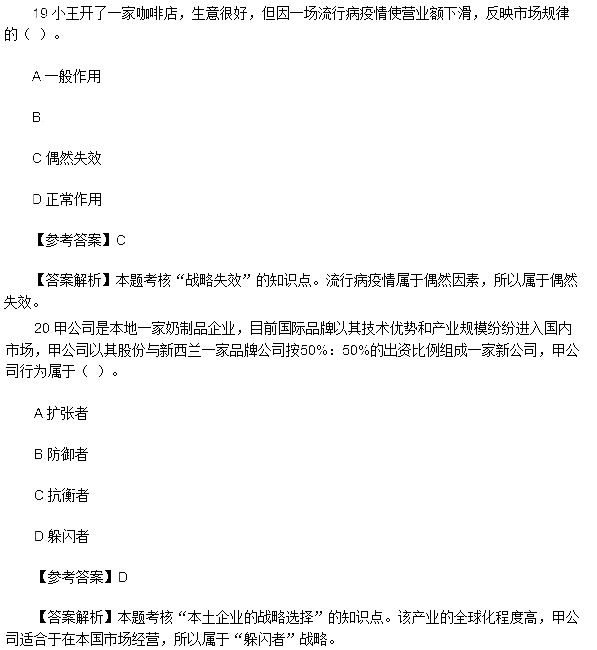 19 小王开了一家咖啡店，生意很好，但因一场流行病疫情使营业额下滑，反映市场规律
的（ ）。
A 一般作用
B
C 偶然失效
D 正常作用
【参考答案】C
【答案解析】本题考核“战略失效”的知识点。流行病疫情属于偶然因素，所以属于偶然
失效。
20 甲公司是本地一家奶制品企业，目前国际品牌以其技术优势和产业规模纷纷进入国内
市场，甲公司以其股份与新西兰一家品牌公司按50%：50%的出资比例组成一家新公司，甲公
司行为属于（ ）。
A 扩张者
B 防御者
C 抗衡者
D 躲闪者
【参考答案】D
【答案解析】本题考核“本土企业的战略选择”的知识点。该产业的全球化程度高，甲公
司适合于在本国市场经营，所以属于“躲闪者”战略。